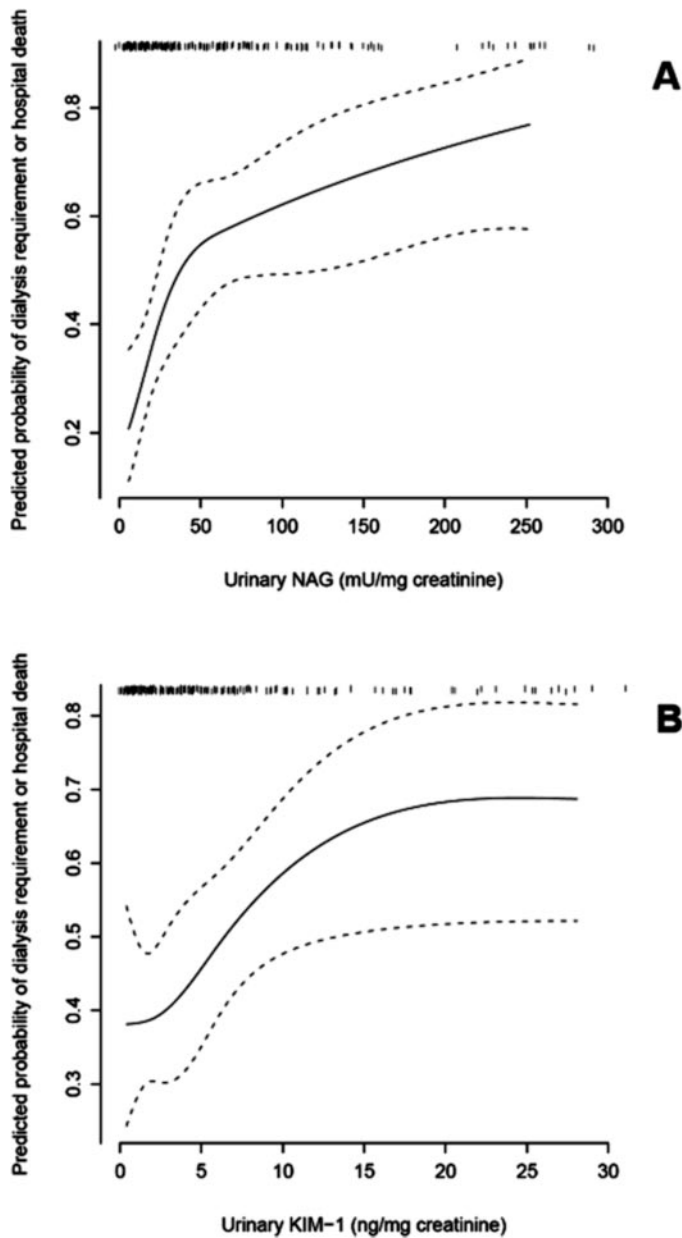 A
Predicted probability of dialysis requirement or hospital death
0.8
0.6
0.4
0.2
0 50 100 150 200 250 300
Urinary NAG (mU/mg creatinine)
B
Predicted probability of dialysis requirement or hospital death
0.8
0.7
0.6
0.5
0.4
0.3
0 5 10 15 20 25 30
Urinary KIM−1 (ng/mg creatinine)